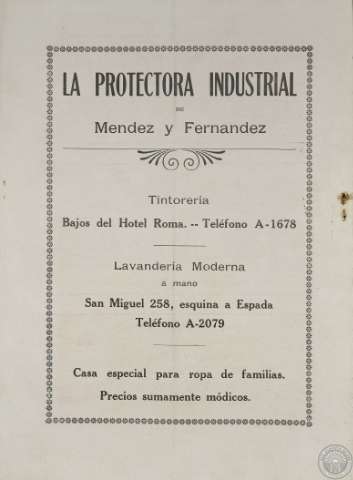 LA PROTECTORA INDUSTRIAL
DE
Mendez y Fernandez
Tintorería
Bajos del Hotel Roma. -- Teléfono A-1678
Lavandería Moderna
a mano
San Miguel 258, esquina a Espada
Teléfono A-2079
Casa especial para ropa de familias.
Precios sumamente módicos.